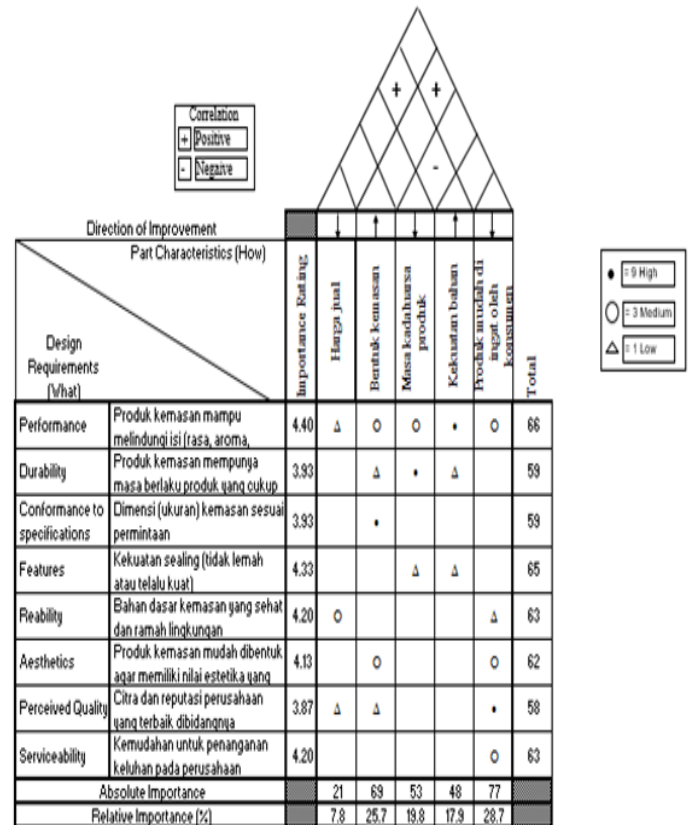 Correlation
+ Positive
- Negaive
+ +
-
Direction of Improvement
Part Characteristics (How)
Design
Requirements
(What)
Importance Rating
Harga jual
Bentuk kemasan
Masa kadaluarsa
produk
Kekuatan bahan
Produk mudah di
ingat oleh
konsumen
Total
= 9 High
= 3 Medium
= 1 Low
Performance Produk kemasan mampu 4.40 66
melindungi isi (rasa, aroma,
Durability Produk kemasan mempunya 3.93 59
masa berlaku produk yang cukup
Conformance to Dimensi (ukuran) kemasan sesuai 3.93 59
specifications permintaan
Features Kekuatan sealing (tidak lemah 4.33 65
atau telalu kuat)
Reability Bahan dasar kemasan yang sehat 4.20 63
dan ramah lingkungan
Aesthetics Produk kemasan mudah dibentuk 4.13 62
agar memiliki nilai estetika yang
Perceived Quality Citra dan reputasi perusahaan 3.87 58
yang terbaik dibidangnya
Serviceability Kemudahan untuk penanganan 4.20 63
keluhan pada perusahaan
Absolute Importance 21 69 53 48 77
Relative Importance (%) 7.8 25.7 19.8 17.9 28.7